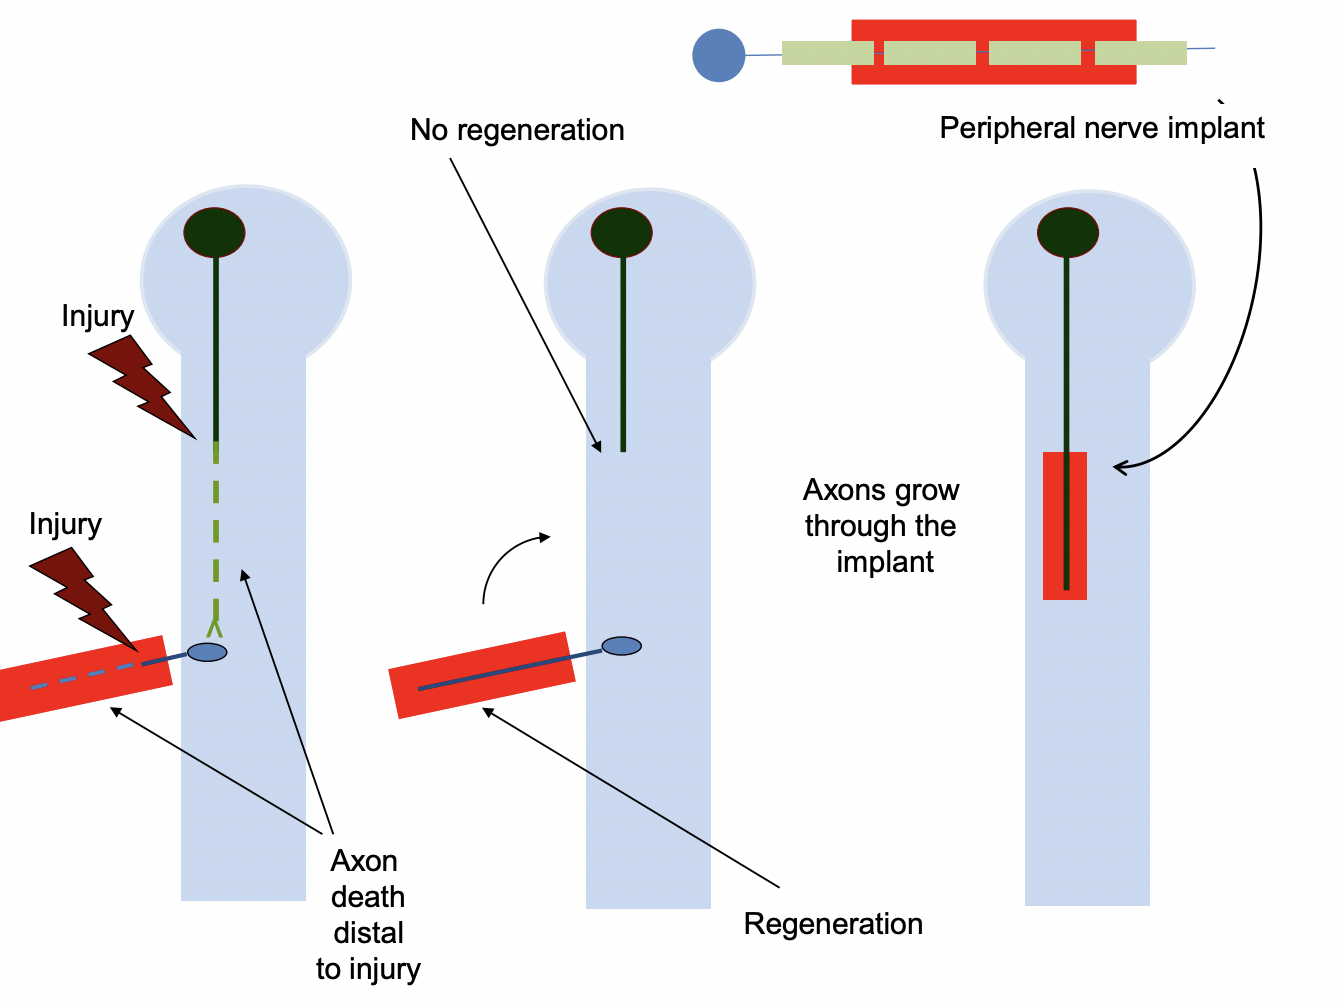 No regeneration
Peripheral nerve implant
Injury
Injury
Axons grow
through the
implant
Axon
death
distal
to injury
Regeneration